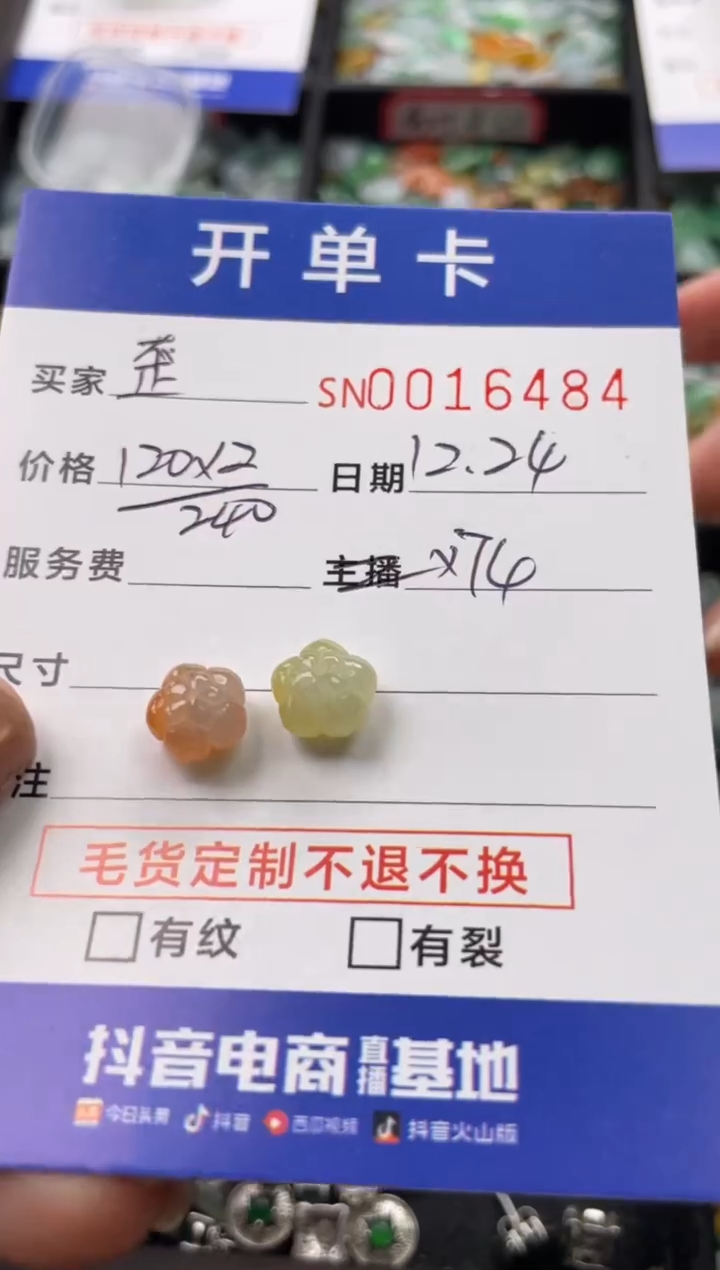 开单卡
买家 歪 SN0016484
价格 120x2 日期 12.24
240
服务费 主播 x76
尺寸
注
毛货定制不退不换
□有纹 □有裂
抖音电商直播基地
今日头条 抖音 西瓜视频 抖音火山版